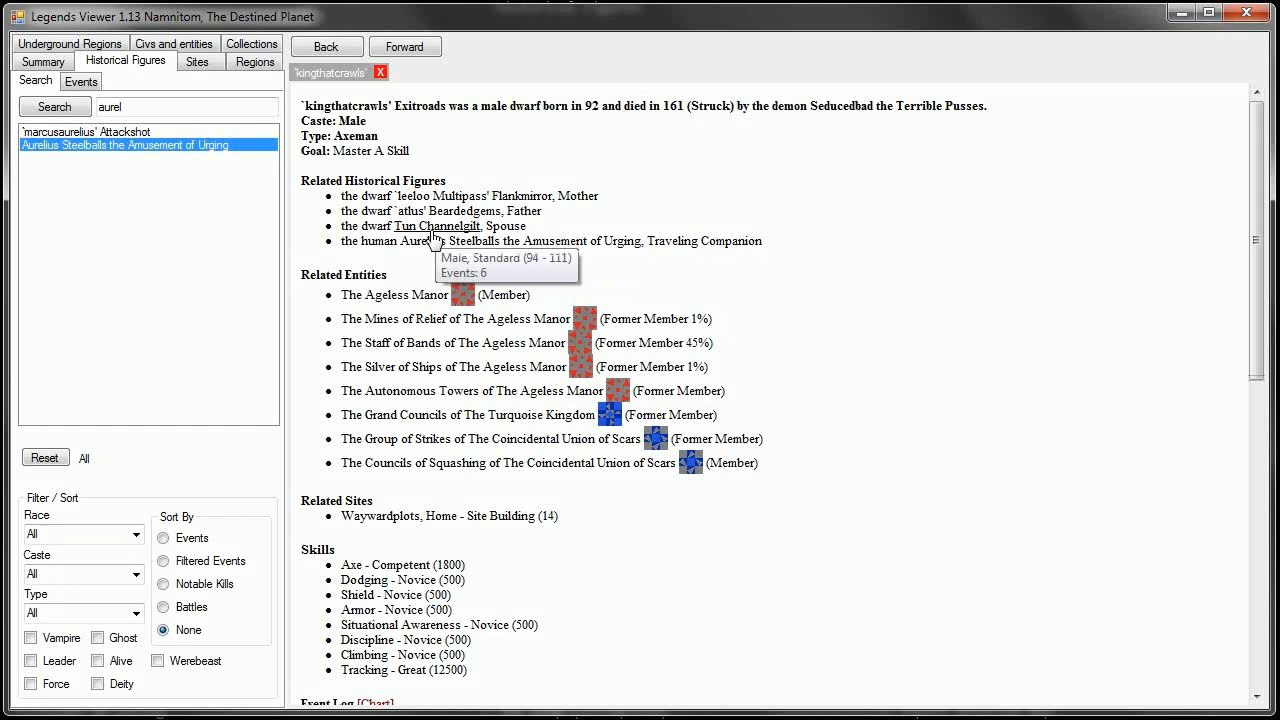 Legends Viewer 1.13 Namnitom, The Destined Planet
Underground Regions Civs and entities Collections
Summary Historical Figures Sites Regions
Search Events
Search aurel
`marcusaurelius' Attackshot
Aurelius Steelballs the Amusement of Urging
Reset All
Filter / Sort
Race
All
Caste
All
Type
All
Sort By
Events
Filtered Events
Notable Kills
Battles
None
Vampire Ghost
Leader Alive Werebeast
Force Deity
Back Forward
`kingthatcrawls' X
`kingthatcrawls' Exitroads was a male dwarf born in 92 and died in 161 (Struck) by the demon Seducedbad the Terrible Pusses.
Caste: Male
Type: Axeman
Goal: Master A Skill
Related Historical Figures
the dwarf `leeloo Multipass' Flankmirror, Mother
the dwarf `atlus' Beardedgems, Father
the dwarf Tun Channelgilt, Spouse
the human Aurelius Steelballs the Amusement of Urging, Traveling Companion
Male, Standard (94 - 111)
Events: 6
Related Entities
The Ageless Manor (Member)
The Mines of Relief of The Ageless Manor (Former Member 1%)
The Staff of Bands of The Ageless Manor (Former Member 45%)
The Silver of Ships of The Ageless Manor (Former Member 1%)
The Autonomous Towers of The Ageless Manor (Former Member)
The Grand Councils of The Turquoise Kingdom (Former Member)
The Group of Strikes of The Coincidental Union of Scars (Former Member)
The Councils of Squashing of The Coincidental Union of Scars (Member)
Related Sites
Waywardplots, Home - Site Building (14)
Skills
Axe - Competent (1800)
Dodging - Novice (500)
Shield - Novice (500)
Armor - Novice (500)
Situational Awareness - Novice (500)
Discipline - Novice (500)
Climbing - Novice (500)
Tracking - Great (12500)
Event Log [Chart]